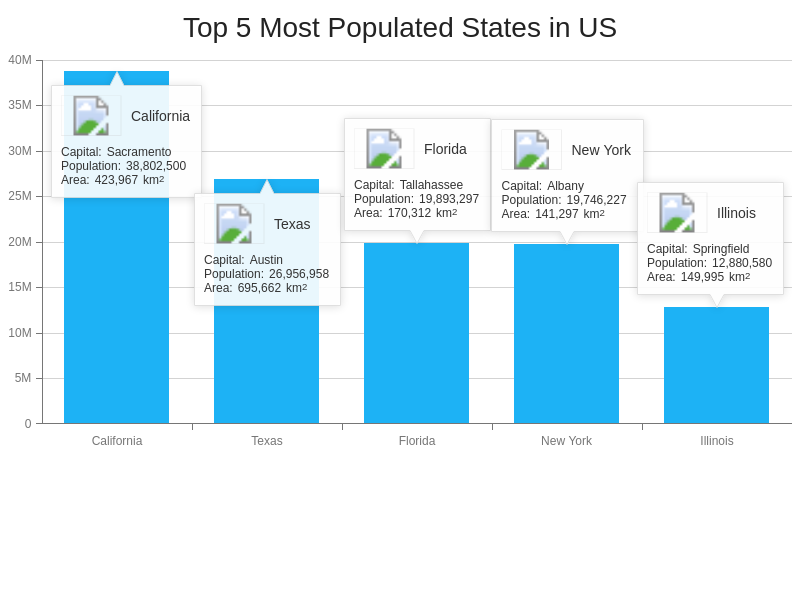 Top 5 Most Populated States in US
40M
35M
30M
25M
20M
15M
10M
5M
0
California
Capital: Sacramento
Population: 38,802,500
Area: 423,967 km²
Texas
Capital: Austin
Population: 26,956,958
Area: 695,662 km²
Florida
Capital: Tallahassee
Population: 19,893,297
Area: 170,312 km²
New York
Capital: Albany
Population: 19,746,227
Area: 141,297 km²
Illinois
Capital: Springfield
Population: 12,880,580
Area: 149,995 km²
California
Texas
Florida
New York
Illinois